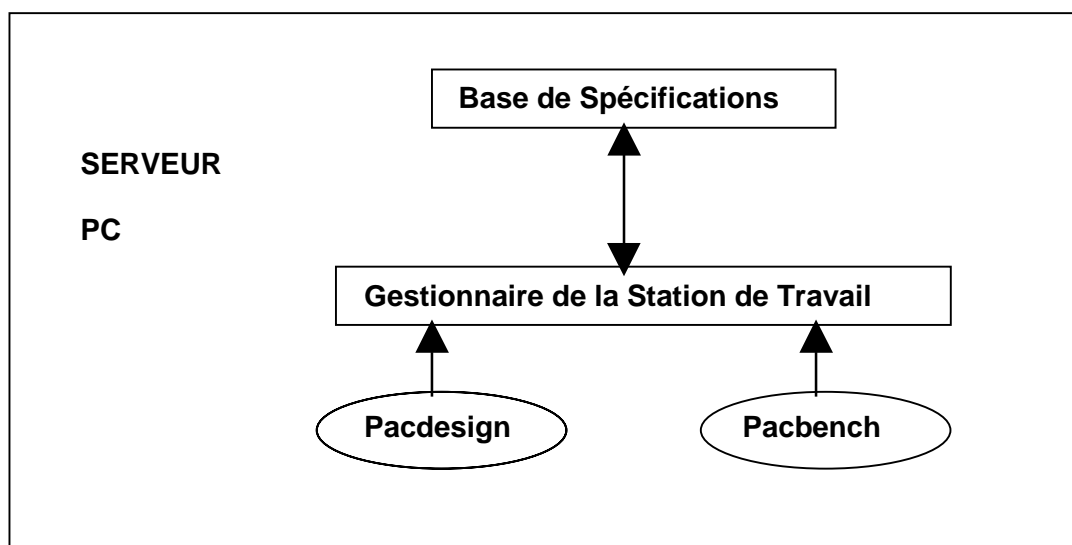 Base de Spécifications
SERVEUR
PC
Gestionnaire de la Station de Travail
Pacdesign
Pacbench